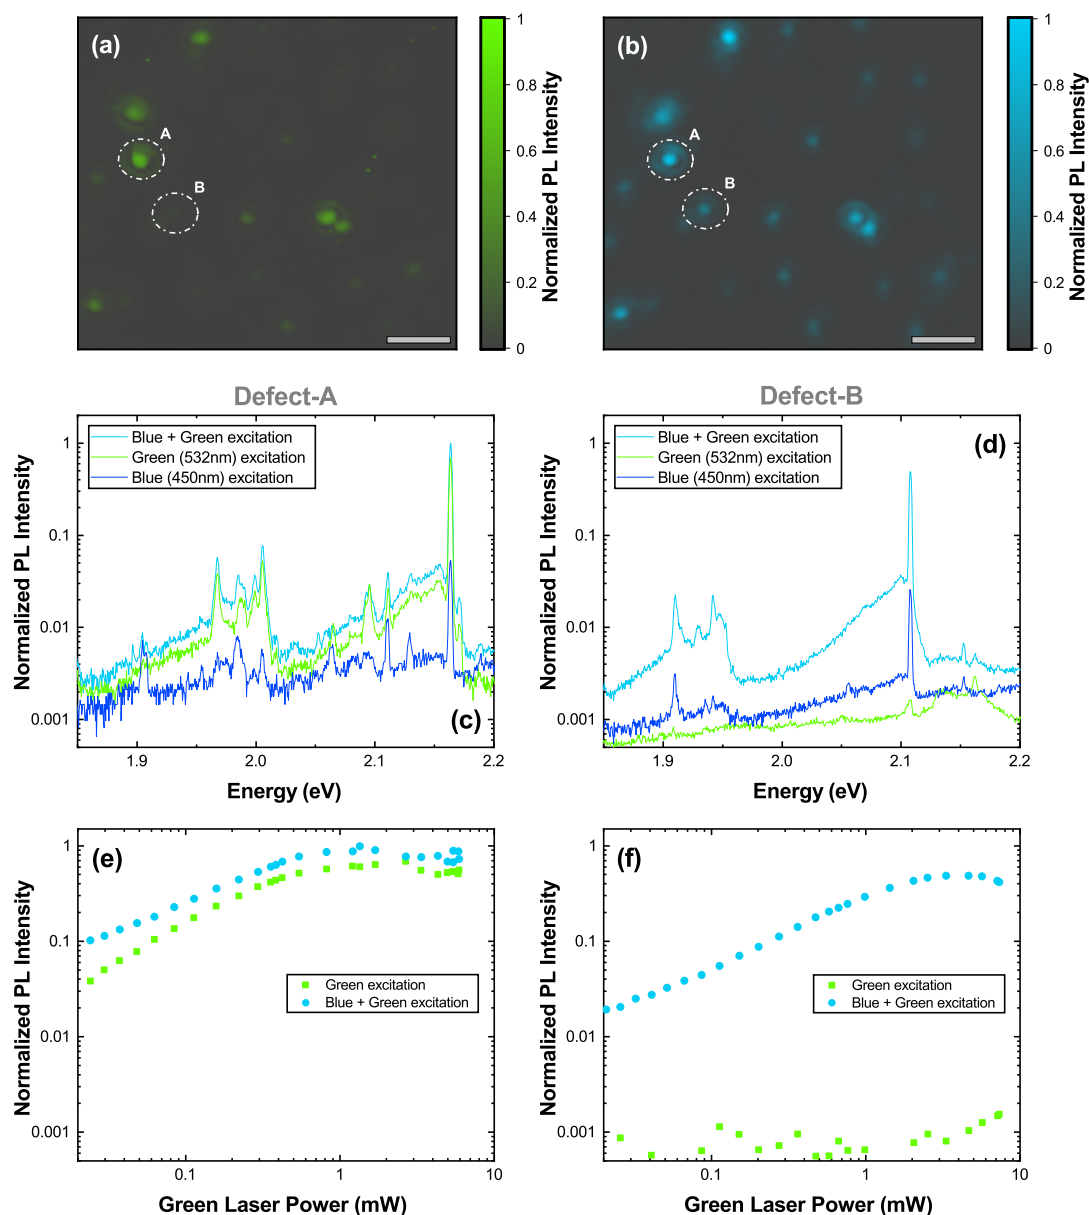 (a)
A
B
1
0.8
0.6
0.4
0.2
0
Normalized PL Intensity
(b)
A
B
1
0.8
0.6
0.4
0.2
0
Normalized PL Intensity
Defect-A
Normalized PL Intensity
1
0.1
0.01
0.001
Blue + Green excitation
Green (532nm) excitation
Blue (450nm) excitation
(c)
1.9
2.0
2.1
2.2
Energy (eV)
Defect-B
Normalized PL Intensity
1
0.1
0.01
0.001
Blue + Green excitation
Green (532nm) excitation
Blue (450nm) excitation
(d)
1.9
2.0
2.1
2.2
Energy (eV)
Normalized PL Intensity
1
0.1
0.01
0.001
(e)
Green excitation
Blue + Green excitation
0.1
1
10
Green Laser Power (mW)
Normalized PL Intensity
1
0.1
0.01
0.001
(f)
Green excitation
Blue + Green excitation
0.1
1
10
Green Laser Power (mW)